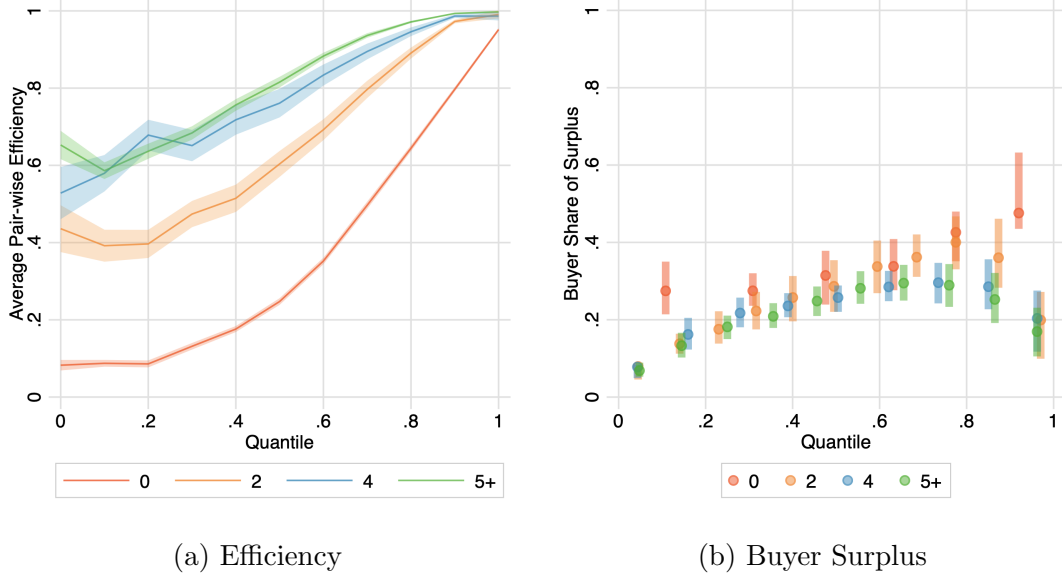 Average Pair-wise Efficiency
1
.8
.6
.4
.2
0
0 .2 .4 .6 .8 1
Quantile
0 2 4 5+
(a) Efficiency
Buyer Share of Surplus
1
.8
.6
.4
.2
0
0 .2 .4 .6 .8 1
Quantile
0 2 4 5+
(b) Buyer Surplus